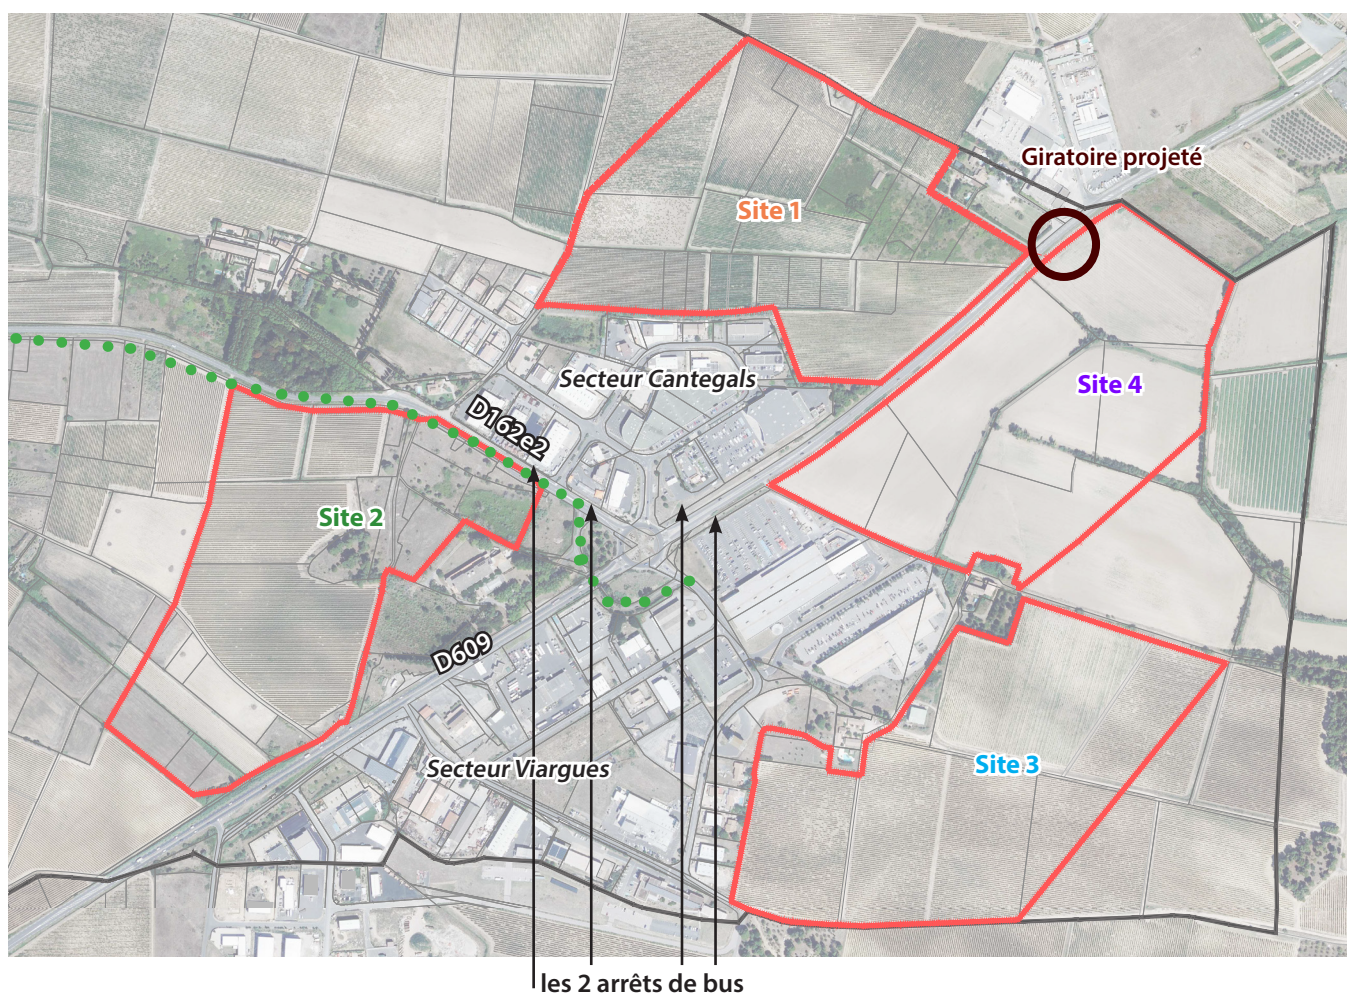 Giratoire projeté
Site 1
Site 4
Secteur Cantegals
D162e2
Site 2
D609
Secteur Viargues
Site 3
les 2 arrêts de bus